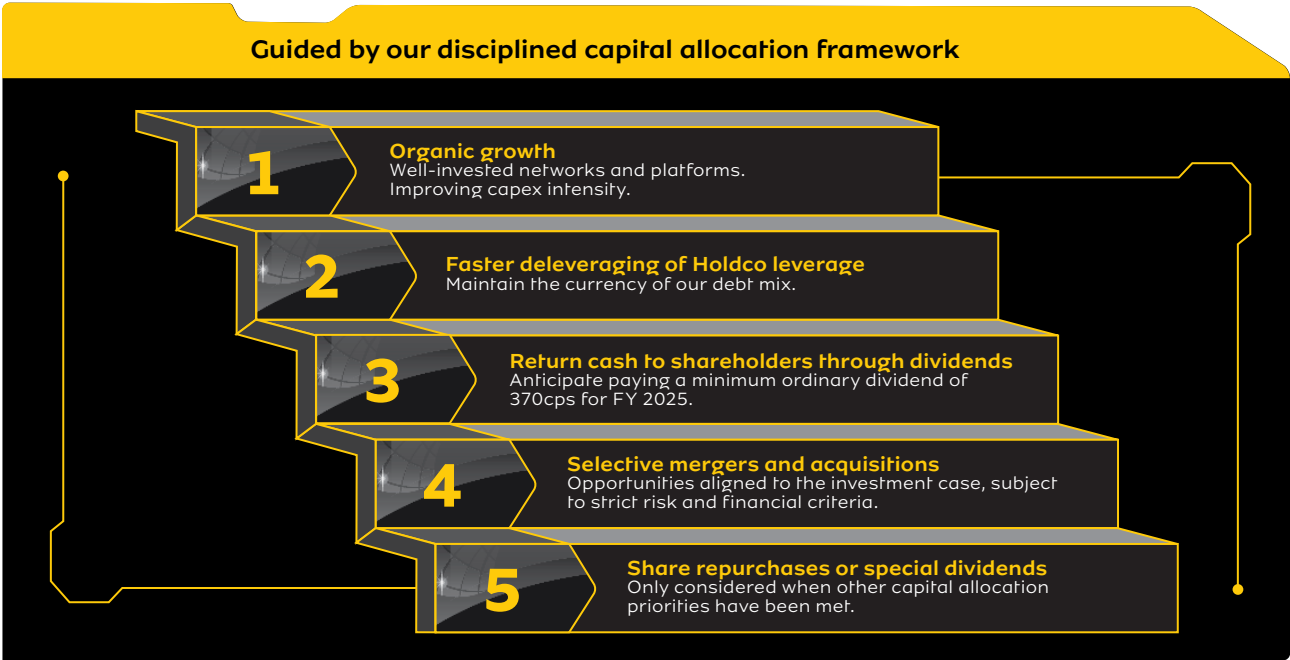 Guided by our disciplined capital allocation framework
1
Organic growth
Well-invested networks and platforms.
Improving capex intensity.
2
Faster deleveraging of Holdco leverage
Maintain the currency of our debt mix.
3
Return cash to shareholders through dividends
Anticipate paying a minimum ordinary dividend of
370cps for FY 2025.
4
Selective mergers and acquisitions
Opportunities aligned to the investment case, subject
to strict risk and financial criteria.
5
Share repurchases or special dividends
Only considered when other capital allocation
priorities have been met.